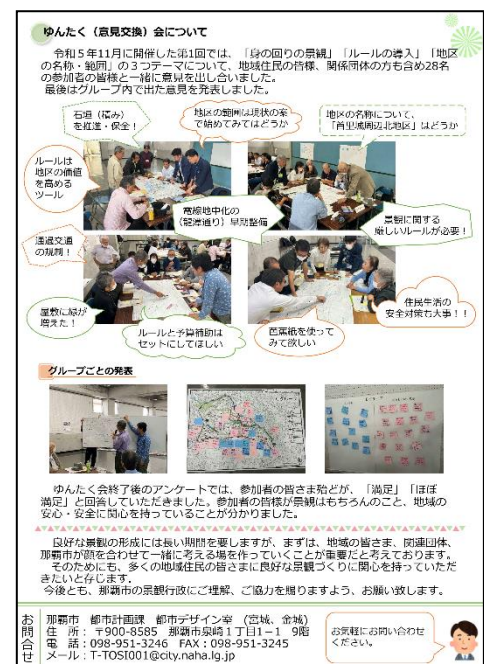 ゆんたく（意見交換）会について
令和５年11月に開催した第1回では、「身の回りの景観」「ルールの導入」「地区
の名称・範囲」の３つテーマについて、地域住民の皆様、関係団体の方も含め28名
の参加者の皆様と一緒に意見を出し合いました。
最後はグループ内で出た意見を発表しました。
石垣（積み）
を推進・保全！
地区の範囲は現状の案
で始めてみてはどうか
地区の名称について、
「首里城周辺北地区」はどうか
ルールは
地区の価値
を高める
ツール
電線地中化の
（龍潭通り）早期整備
景観に関する
厳しいルールが必要！
通過交通
の規制！
屋敷に緑が
増えた！
ルールと予算補助は
セットにしてほしい
芭蕉紙を使って
みて欲しい
住民生活の
安全対策も大事！！
グループごとの発表
ゆんたく会終了後のアンケートでは、参加者の皆さま殆どが、「満足」「ほぼ
満足」と回答していただきました。参加者の皆様が景観はもちろんのこと、地域の
安心・安全に関心を持っていることが分かりました。
良好な景観の形成には長い期間を要しますが、まずは、地域の皆さま、関連団体、
那覇市が顔を合わせて一緒に考える場を作っていくことが重要だと考えております。
そのためにも、多くの地域住民の皆さまに良好な景観づくりに関心を持っていただ
きたいと存じます。
今後とも、那覇市の景観行政にご理解、ご協力を賜りますよう、お願い致します。
お問合せ
那覇市　都市計画課　都市デザイン室　（宮城、金城）
住　所：　〒900-8585　那覇市泉崎１丁目１−１　9階
電　話：098-951-3246　FAX：098-951-3245
メール：T-TOSI001@city.naha.lg.jp
お気軽にお問い合わせ
ください。